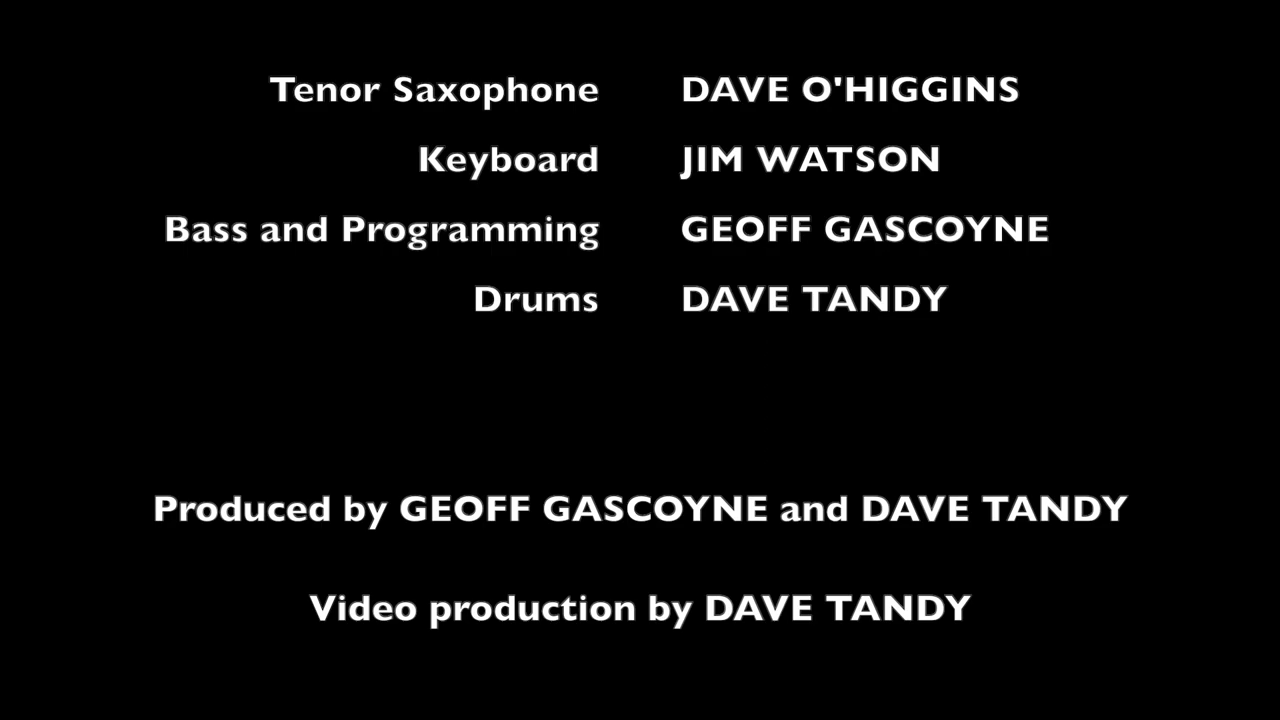 Tenor Saxophone DAVE O'HIGGINS
Keyboard JIM WATSON
Bass and Programming GEOFF GASCOYNE
Drums DAVE TANDY
Produced by GEOFF GASCOYNE and DAVE TANDY
Video production by DAVE TANDY